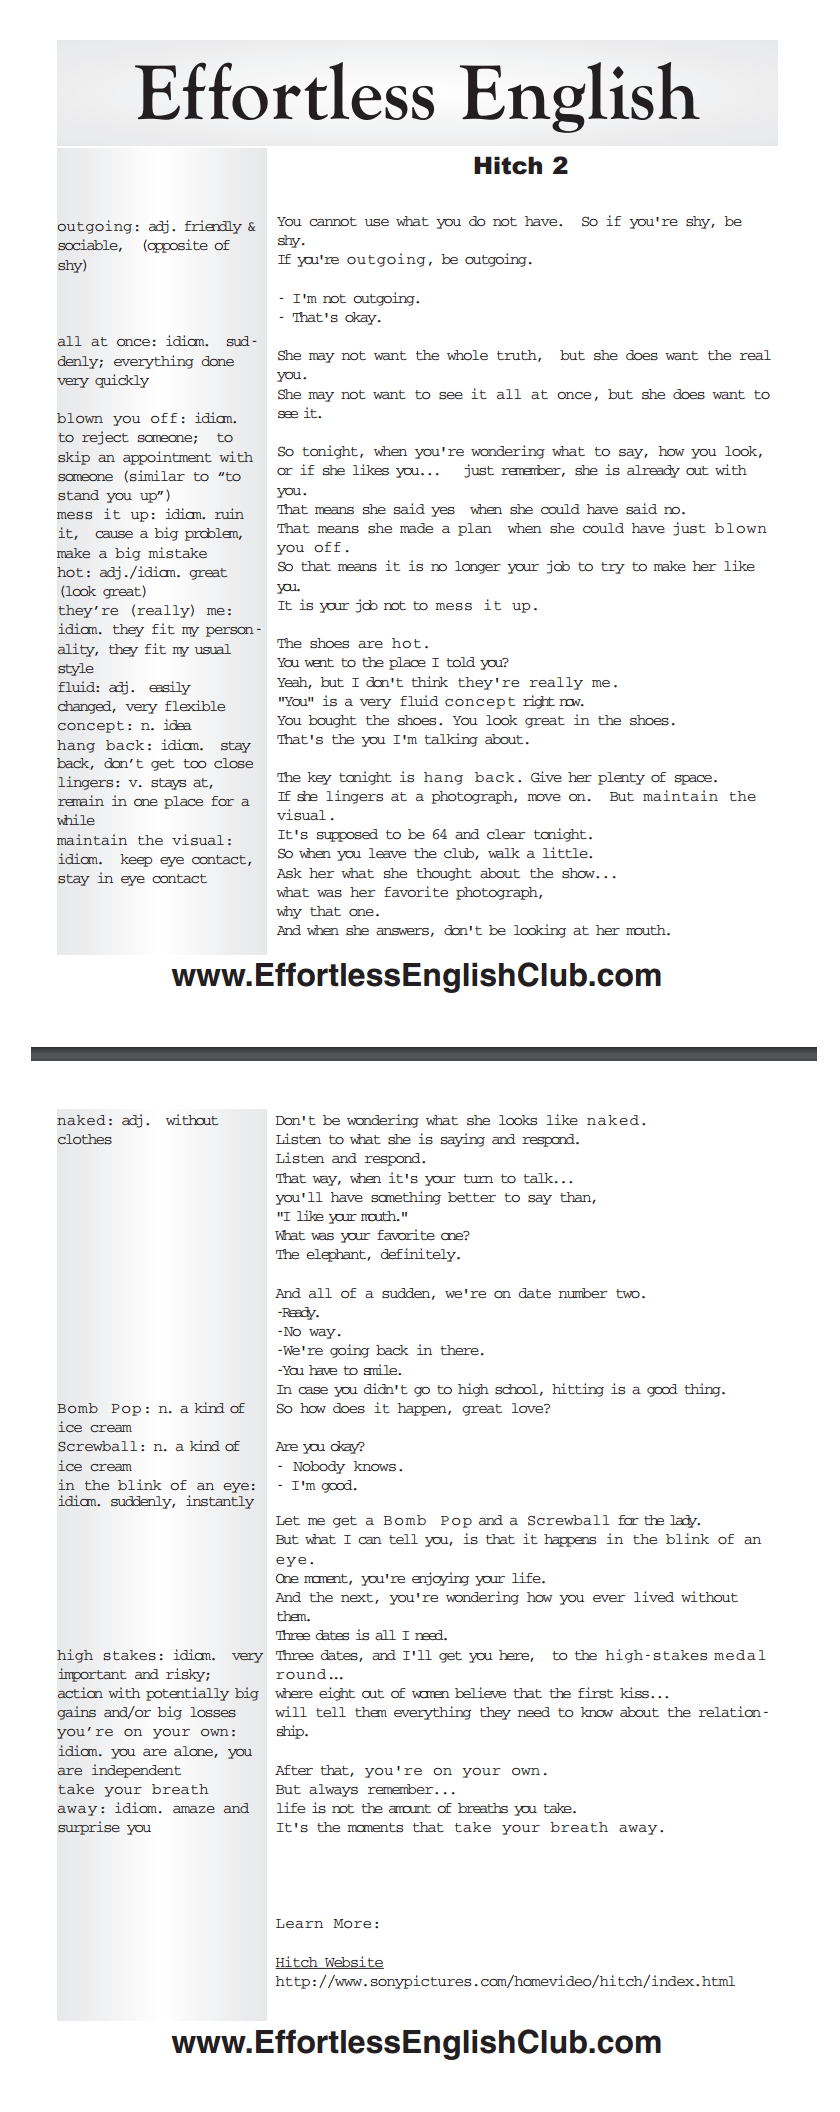 Effortless English
Hitch 2
outgoing: adj. friendly &
sociable, (opposite of
shy)
all at once: idiom. sud-
denly; everything done
very quickly
blown you off: idiom.
to reject someone; to
skip an appointment with
someone (similar to “to
stand you up”)
mess it up: idiom. ruin
it, cause a big problem,
make a big mistake
hot: adj./idiom. great
(look great)
they’re (really) me:
idiom. they fit my person-
ality, they fit my usual
style
fluid: adj. easily
changed, very flexible
concept: n. idea
hang back: idiom. stay
back, don’t get too close
lingers: v. stays at,
remain in one place for a
while
maintain the visual:
idiom. keep eye contact,
stay in eye contact
You cannot use what you do not have. So if you're shy, be
shy.
If you're outgoing, be outgoing.
- I'm not outgoing.
- That's okay.
She may not want the whole truth, but she does want the real
you.
She may not want to see it all at once, but she does want to
see it.
So tonight, when you're wondering what to say, how you look,
or if she likes you... just remember, she is already out with
you.
That means she said yes when she could have said no.
That means she made a plan when she could have just blown
you off.
So that means it is no longer your job to try to make her like
you.
It is your job not to mess it up.
The shoes are hot.
You went to the place I told you?
Yeah, but I don't think they're really me.
"You" is a very fluid concept right now.
You bought the shoes. You look great in the shoes.
That's the you I'm talking about.
The key tonight is hang back. Give her plenty of space.
If she lingers at a photograph, move on. But maintain the
visual.
It's supposed to be 64 and clear tonight.
So when you leave the club, walk a little.
Ask her what she thought about the show...
what was her favorite photograph,
why that one.
And when she answers, don't be looking at her mouth.
www.EffortlessEnglishClub.com
naked: adj. without
clothes
Bomb Pop: n. a kind of
ice cream
Screwball: n. a kind of
ice cream
in the blink of an eye:
idiom. suddenly, instantly
high stakes: idiom. very
important and risky;
action with potentially big
gains and/or big losses
you’re on your own:
idiom. you are alone, you
are independent
take your breath
away: idiom. amaze and
surprise you
Don't be wondering what she looks like naked.
Listen to what she is saying and respond.
Listen and respond.
That way, when it's your turn to talk...
you'll have something better to say than,
"I like your mouth."
What was your favorite one?
The elephant, definitely.
And all of a sudden, we're on date number two.
-Ready.
-No way.
-We're going back in there.
-You have to smile.
In case you didn't go to high school, hitting is a good thing.
So how does it happen, great love?
Are you okay?
- Nobody knows.
- I'm good.
Let me get a Bomb Pop and a Screwball for the lady.
But what I can tell you, is that it happens in the blink of an
eye.
One moment, you're enjoying your life.
And the next, you're wondering how you ever lived without
them.
Three dates is all I need.
Three dates, and I'll get you here, to the high-stakes medal
round...
where eight out of women believe that the first kiss...
will tell them everything they need to know about the relation-
ship.
After that, you're on your own.
But always remember...
life is not the amount of breaths you take.
It's the moments that take your breath away.
Learn More:
Hitch Website
http://www.sonypictures.com/homevideo/hitch/index.html
www.EffortlessEnglishClub.com